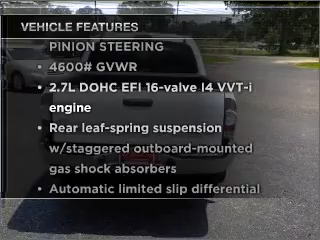 VEHICLE FEATURES
PINION STEERING
• 4600# GVWR
• 2.7L DOHC EFI 16-valve I4 VVT-i
engine
• Rear leaf-spring suspension
w/staggered outboard-mounted
gas shock absorbers
• Automatic limited slip differential